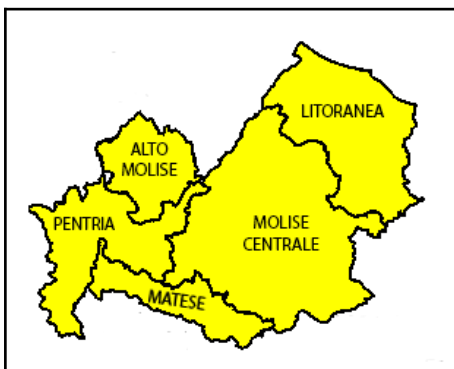 LITORANEA
ALTO
MOLISE
PENTRIA
MOLISE
CENTRALE
MATESE